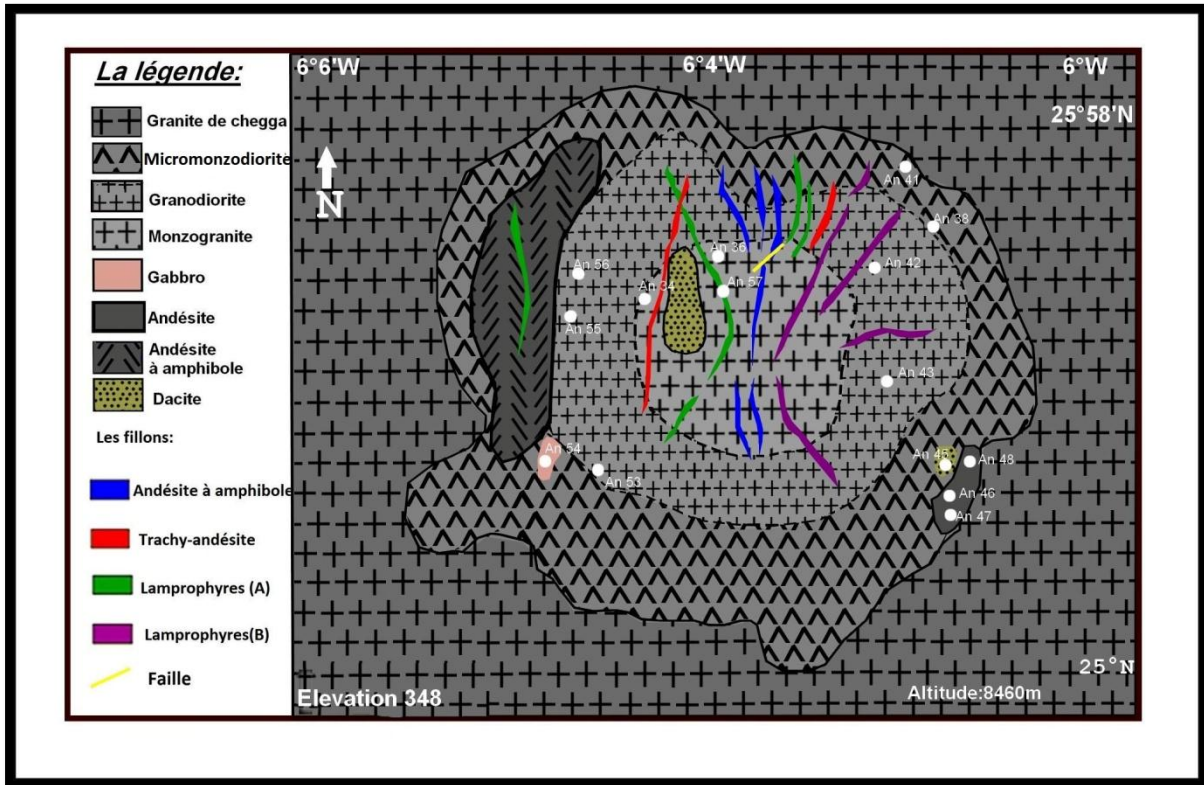 La légende:
Granite de chegga
Micromonzodiorite
Granodiorite
Monzogranite
Gabbro
Andésite
Andésite
à amphibole
Dacite
Les fillons:
Andésite à amphibole
Trachy-andésite
Lamprophyres (A)
Lamprophyres(B)
Faille
6°6'W
6°4'W
6°W
25°58'N
N
An 41
An 38
An 36
An 42
An 56
An 57
An 34
An 55
An 43
An 54
An 53
An 45
An 48
An 46
An 47
25°N
Elevation 348
Altitude:8460m